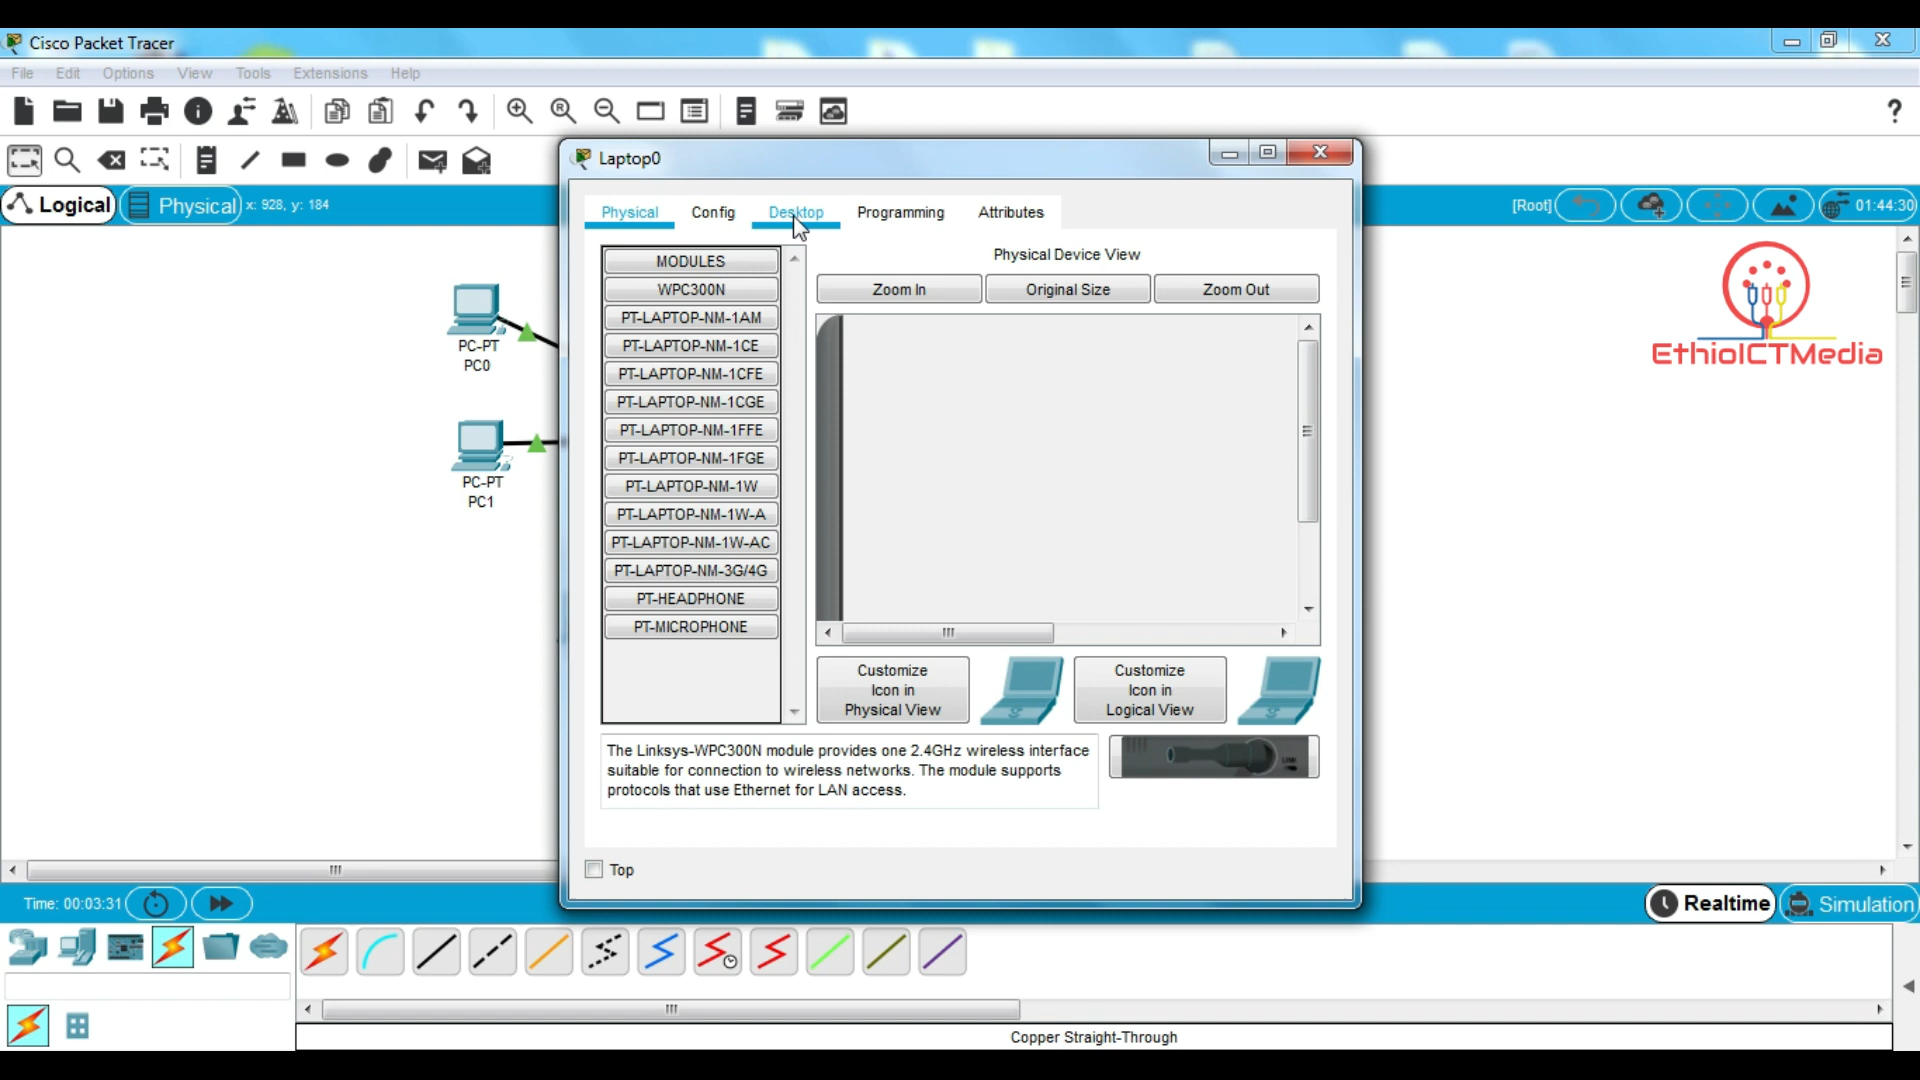 Cisco Packet Tracer
File Edit Options View Tools Extensions Help
Logical Physical x: 928, y: 184
[Root] 01:44:30
Laptop0
Physical Config Desktop Programming Attributes
MODULES
WPC300N
PT-LAPTOP-NM-1AM
PT-LAPTOP-NM-1CE
PT-LAPTOP-NM-1CFE
PT-LAPTOP-NM-1CGE
PT-LAPTOP-NM-1FFE
PT-LAPTOP-NM-1FGE
PT-LAPTOP-NM-1W
PT-LAPTOP-NM-1W-A
PT-LAPTOP-NM-1W-AC
PT-LAPTOP-NM-3G/4G
PT-HEADPHONE
PT-MICROPHONE
Physical Device View
Zoom In Original Size Zoom Out
Customize
Icon in
Physical View
Customize
Icon in
Logical View
The Linksys-WPC300N module provides one 2.4GHz wireless interface
suitable for connection to wireless networks. The module supports
protocols that use Ethernet for LAN access.
LINK
Top
PC-PT
PC0
PC-PT
PC1
EthioICTMedia
Time: 00:03:31
Realtime Simulation
Copper Straight-Through